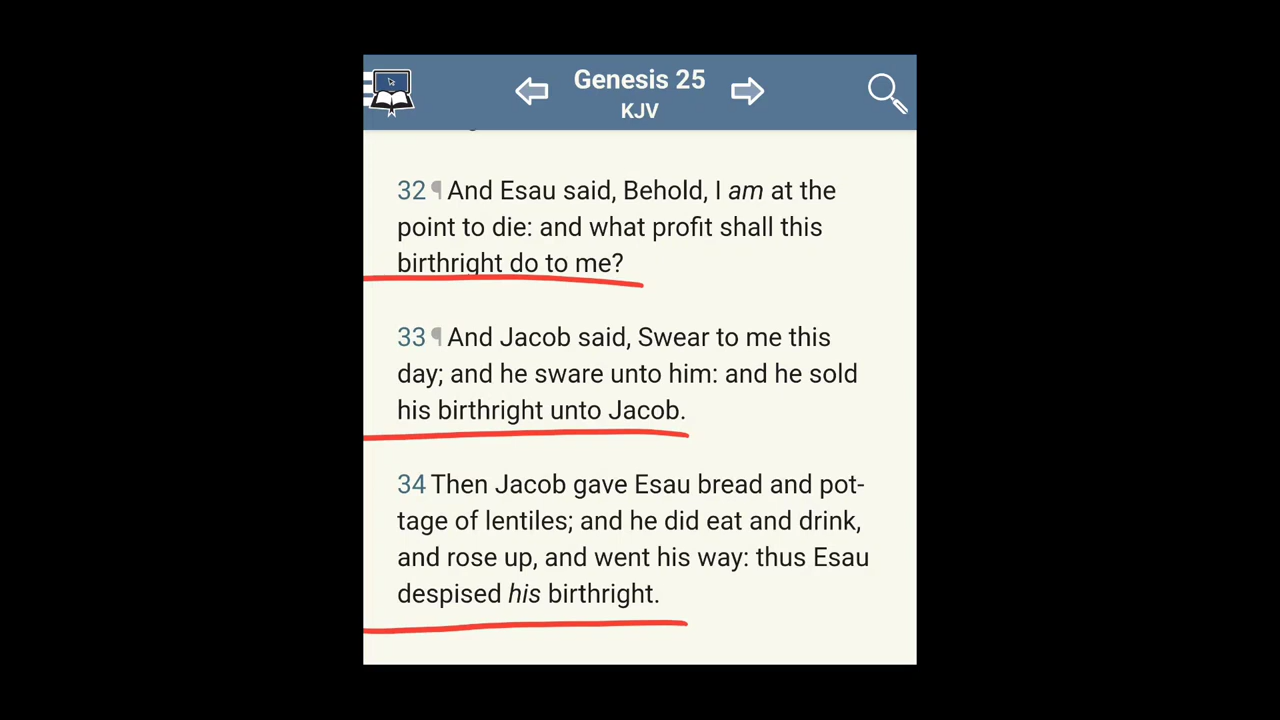 Genesis 25
KJV
32 ¶ And Esau said, Behold, I am at the
point to die: and what profit shall this
birthright do to me?
33 ¶ And Jacob said, Swear to me this
day; and he sware unto him: and he sold
his birthright unto Jacob.
34 Then Jacob gave Esau bread and pot-
tage of lentiles; and he did eat and drink,
and rose up, and went his way: thus Esau
despised his birthright.